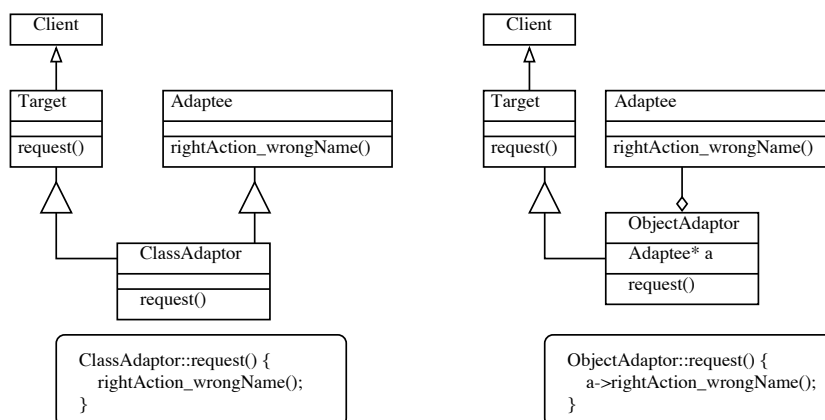 Client
Target
request()
Adaptee
rightAction_wrongName()
ClassAdaptor
request()
ClassAdaptor::request() {
rightAction_wrongName();
}
Client
Target
request()
Adaptee
rightAction_wrongName()
ObjectAdaptor
Adaptee* a
request()
ObjectAdaptor::request() {
a->rightAction_wrongName();
}